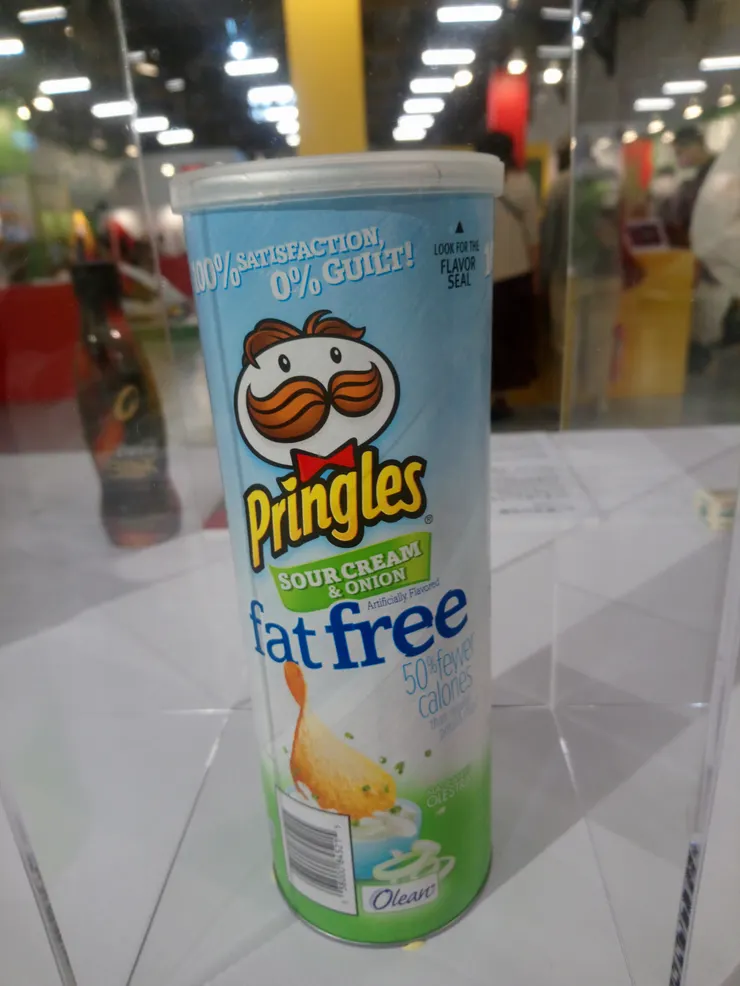 100% SATISFACTION,
0% GUILT!
LOOK FOR THE
FLAVOR
SEAL
Pringles®
SOUR CREAM
& ONION
Artificially Flavored
fat free
50% fewer
calories
Olean®